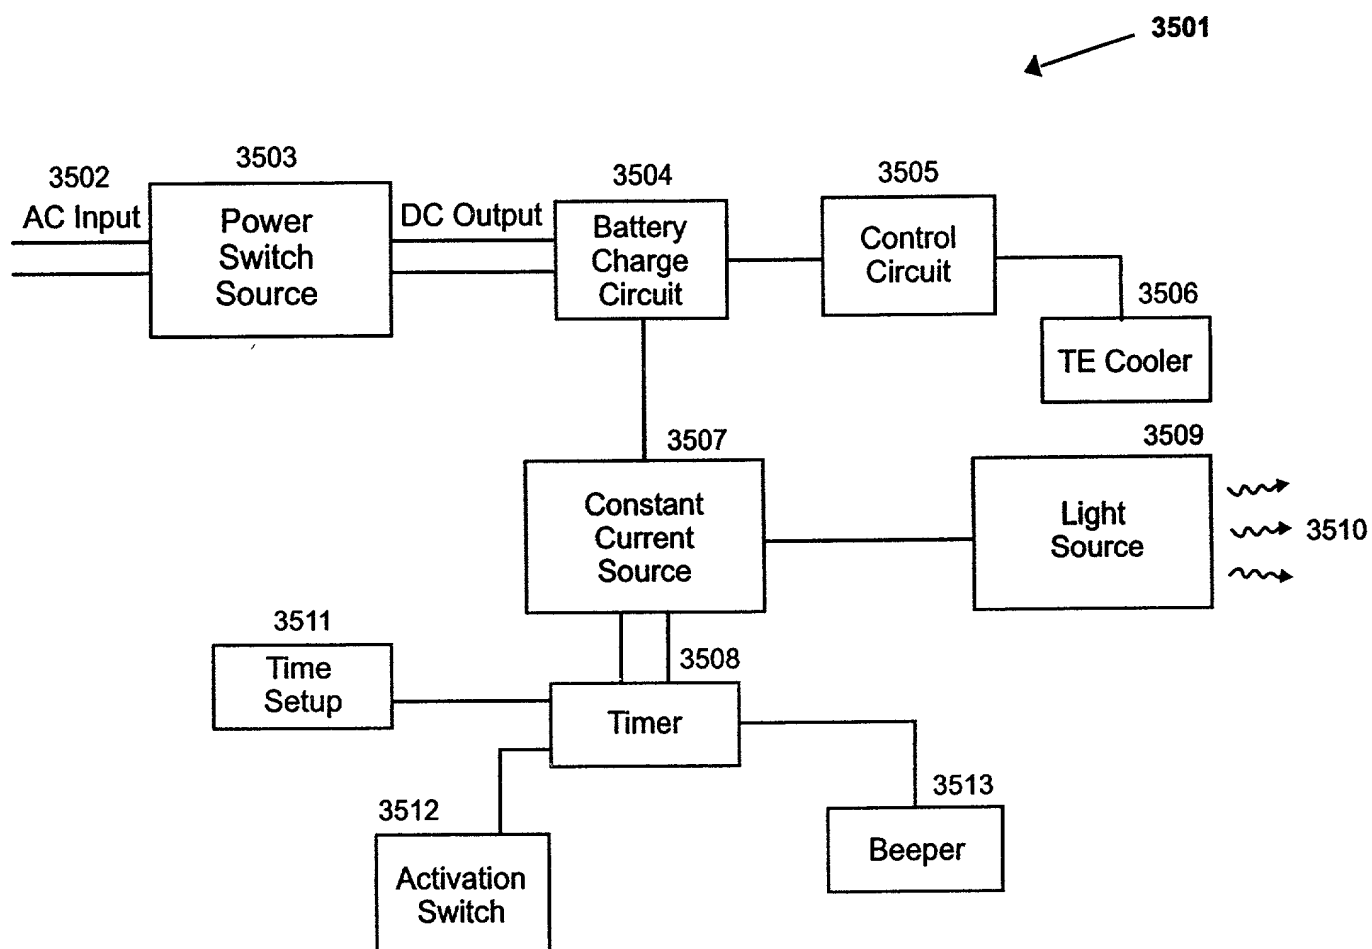 3501
3502
AC Input
3503
Power
Switch
Source
DC Output
3504
Battery
Charge
Circuit
3505
Control
Circuit
3506
TE Cooler
3507
Constant
Current
Source
3509
Light
Source
3510
3511
Time
Setup
3508
Timer
3512
Activation
Switch
3513
Beeper